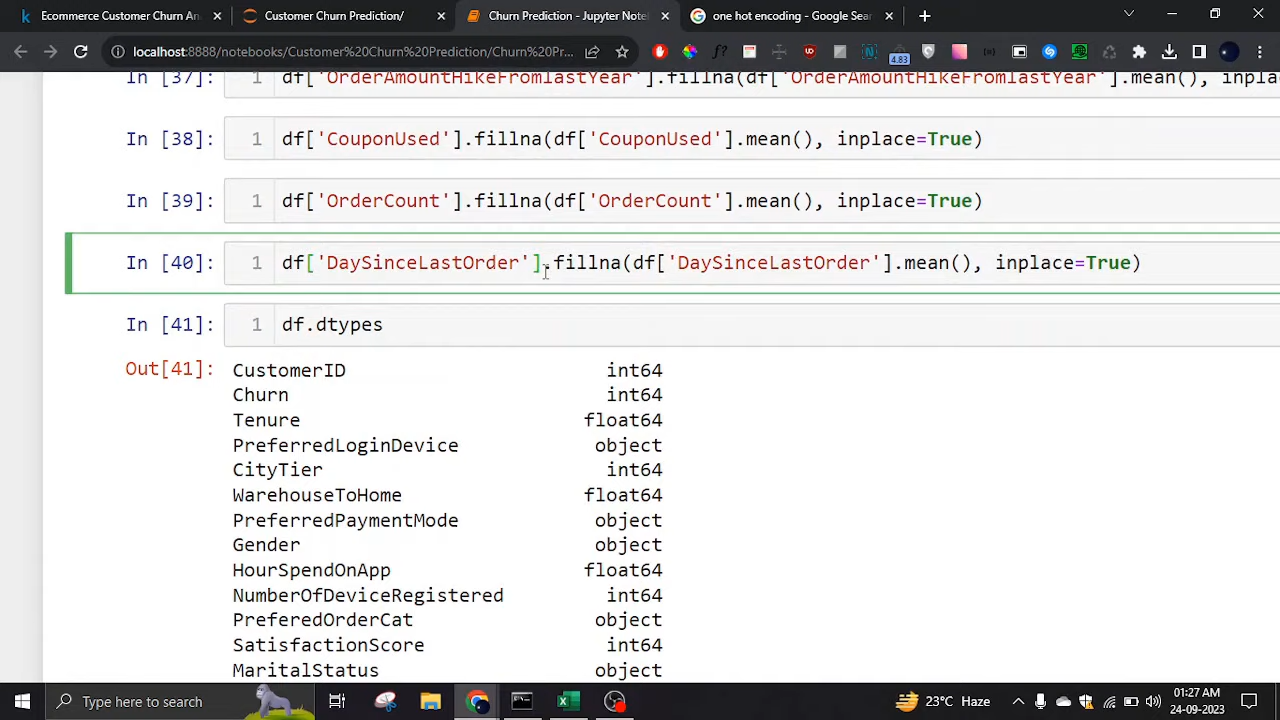 Ecommerce Customer Churn An
Customer Churn Prediction/
Churn Prediction - Jupyter Note
one hot encoding - Google Sear
localhost:8888/notebooks/Customer%20Churn%20Prediction/Churn%20Pr...
4.83
In [37]: 1 df['OrderAmountHikeFromlastYear'].fillna(df['OrderAmountHikeFromlastYear'].mean(), inpla
In [38]: 1 df['CouponUsed'].fillna(df['CouponUsed'].mean(), inplace=True)
In [39]: 1 df['OrderCount'].fillna(df['OrderCount'].mean(), inplace=True)
In [40]: 1 df['DaySinceLastOrder'].fillna(df['DaySinceLastOrder'].mean(), inplace=True)
In [41]: 1 df.dtypes
Out[41]: CustomerID int64
Churn int64
Tenure float64
PreferredLoginDevice object
CityTier int64
WarehouseToHome float64
PreferredPaymentMode object
Gender object
HourSpendOnApp float64
NumberOfDeviceRegistered int64
PreferedOrderCat object
SatisfactionScore int64
MaritalStatus object
Type here to search
23°C Haze
01:27 AM
24-09-2023